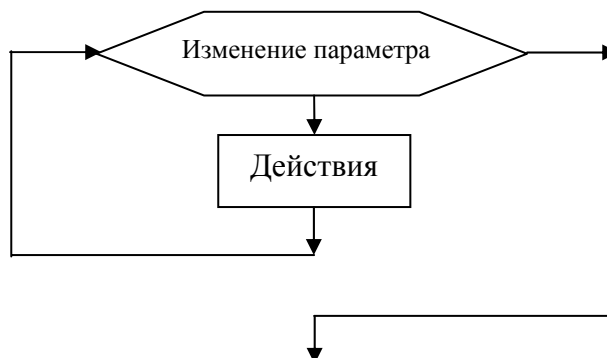 Изменение параметра
Действия